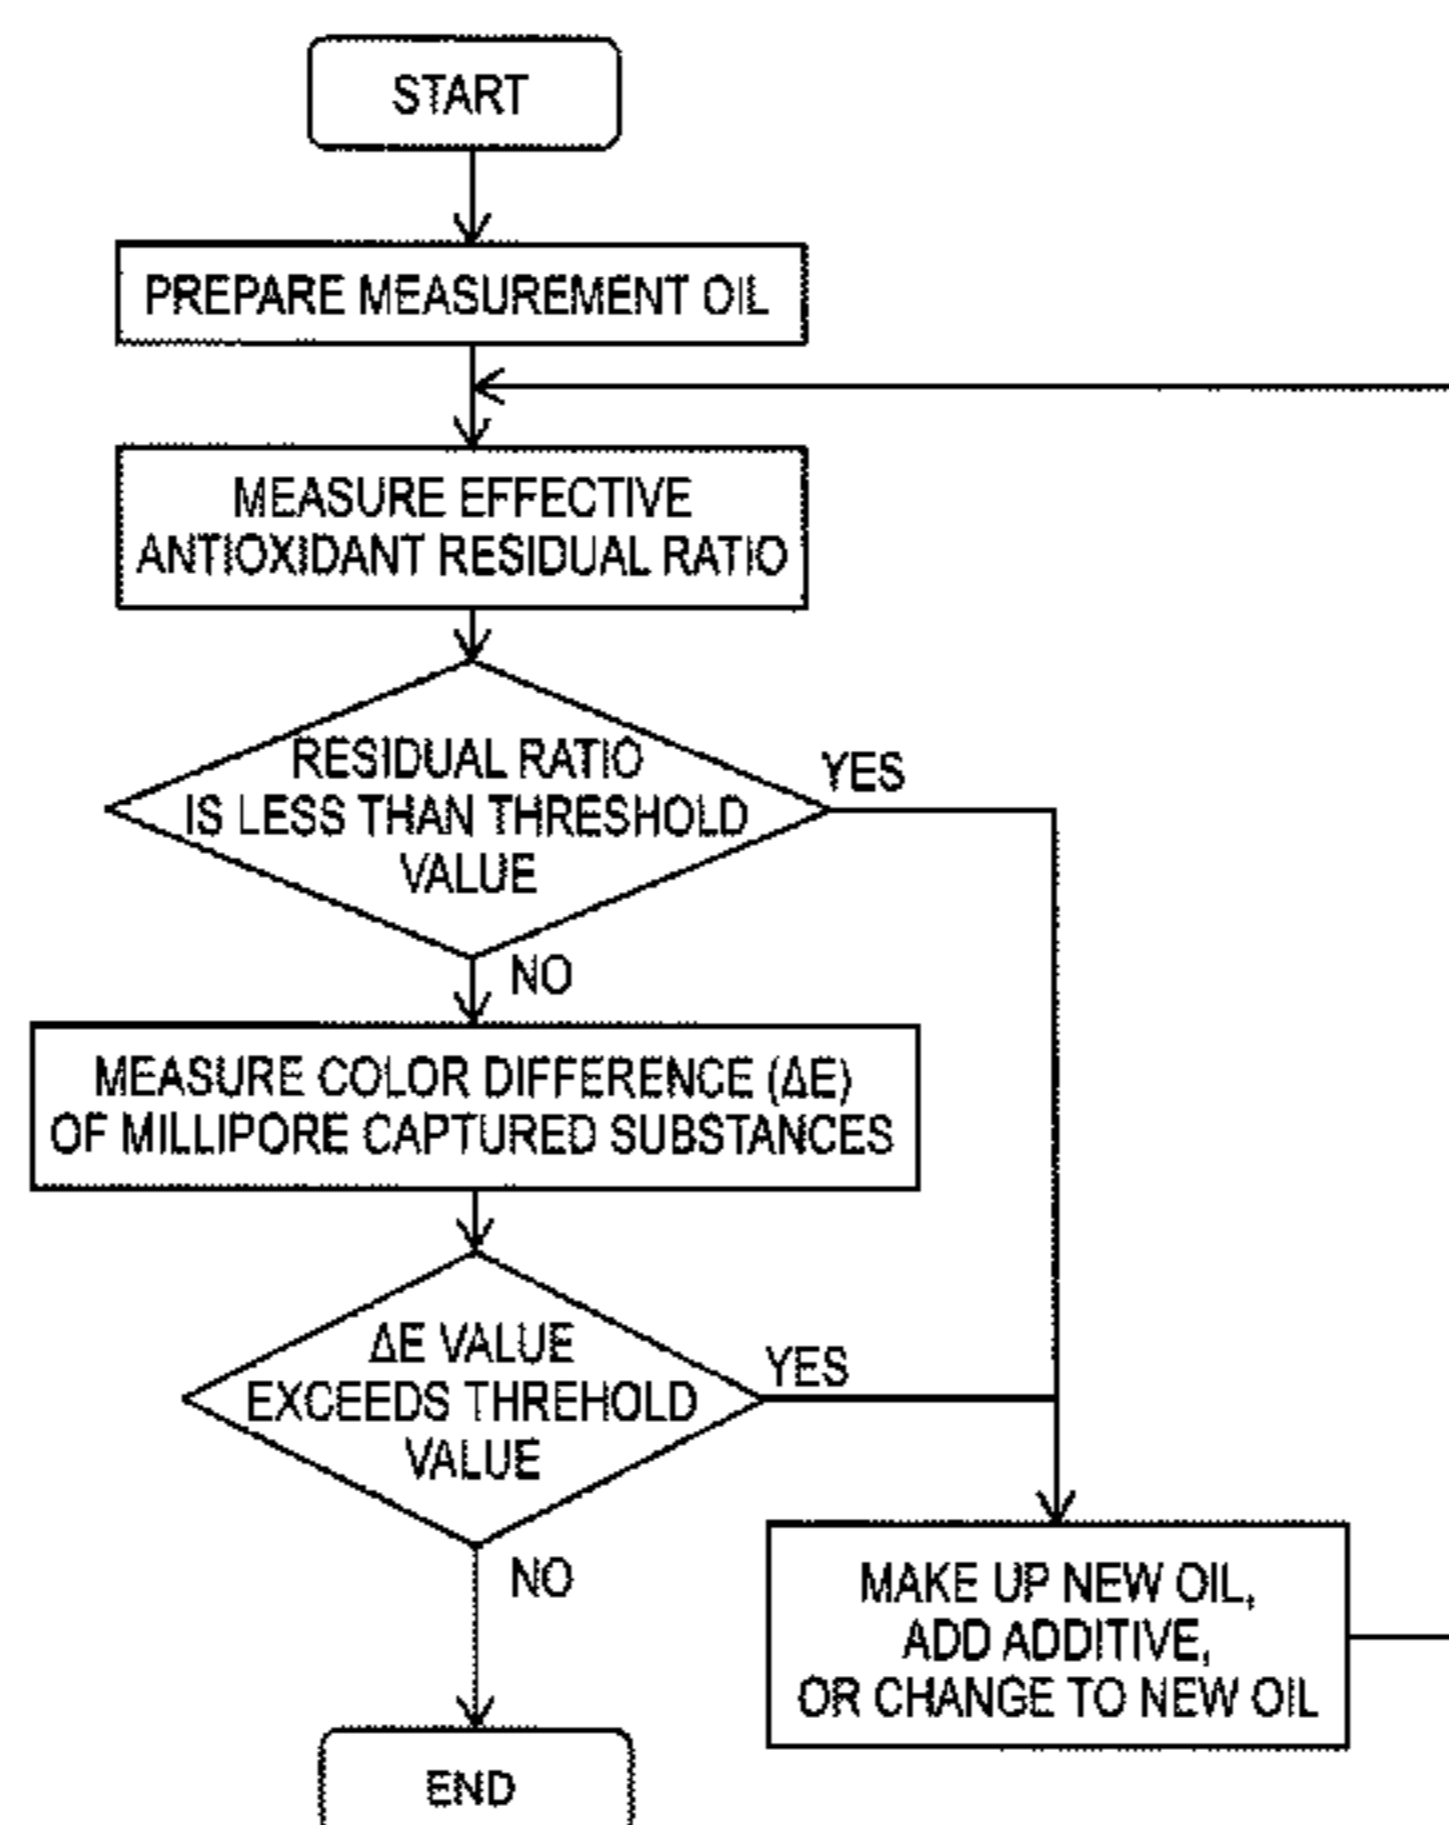 START
PREPARE MEASUREMENT OIL
MEASURE EFFECTIVE
ANTIOXIDANT RESIDUAL RATIO
RESIDUAL RATIO
IS LESS THAN THRESHOLD
VALUE
YES
NO
MEASURE COLOR DIFFERENCE (ΔE)
OF MILLIPORE CAPTURED SUBSTANCES
ΔE VALUE
EXCEEDS THREHOLD
VALUE
YES
NO
MAKE UP NEW OIL,
ADD ADDITIVE,
OR CHANGE TO NEW OIL
END